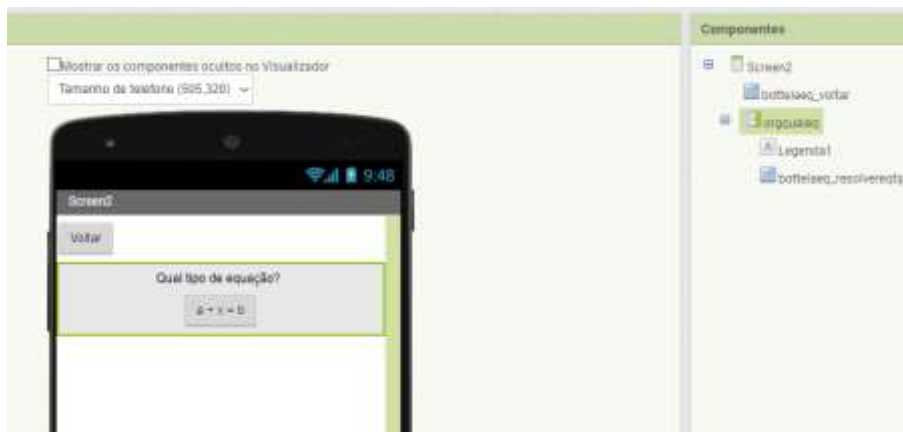 Componentes
Mostrar os componentes ocultos no Visualizador
Tamanho de telefone (505,320)
9:48
Screen2
Voltar
Qual tipo de equação?
a + x = b
Screen2
Legenda1